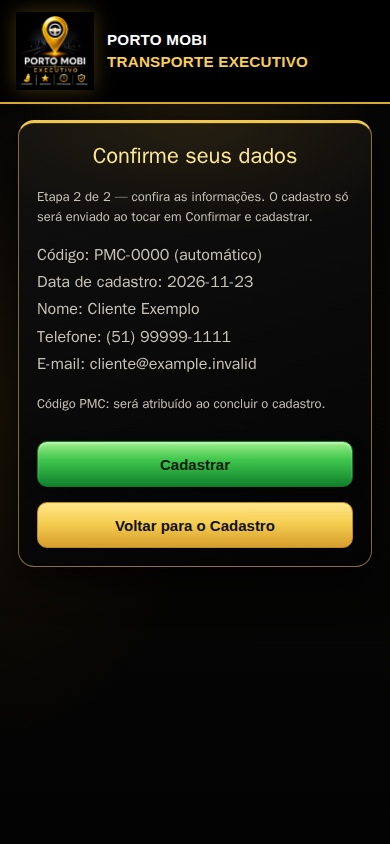 PORTO MOBI
EXECUTIVO
PORTO MOBI
TRANSPORTE EXECUTIVO
Confirme seus dados
Etapa 2 de 2 — confira as informações. O cadastro só
será enviado ao tocar em Confirmar e cadastrar.
Código: PMC-0000 (automático)
Data de cadastro: 2026-11-23
Nome: Cliente Exemplo
Telefone: (51) 99999-1111
E-mail: cliente@example.invalid
Código PMC: será atribuído ao concluir o cadastro.
Cadastrar
Voltar para o Cadastro